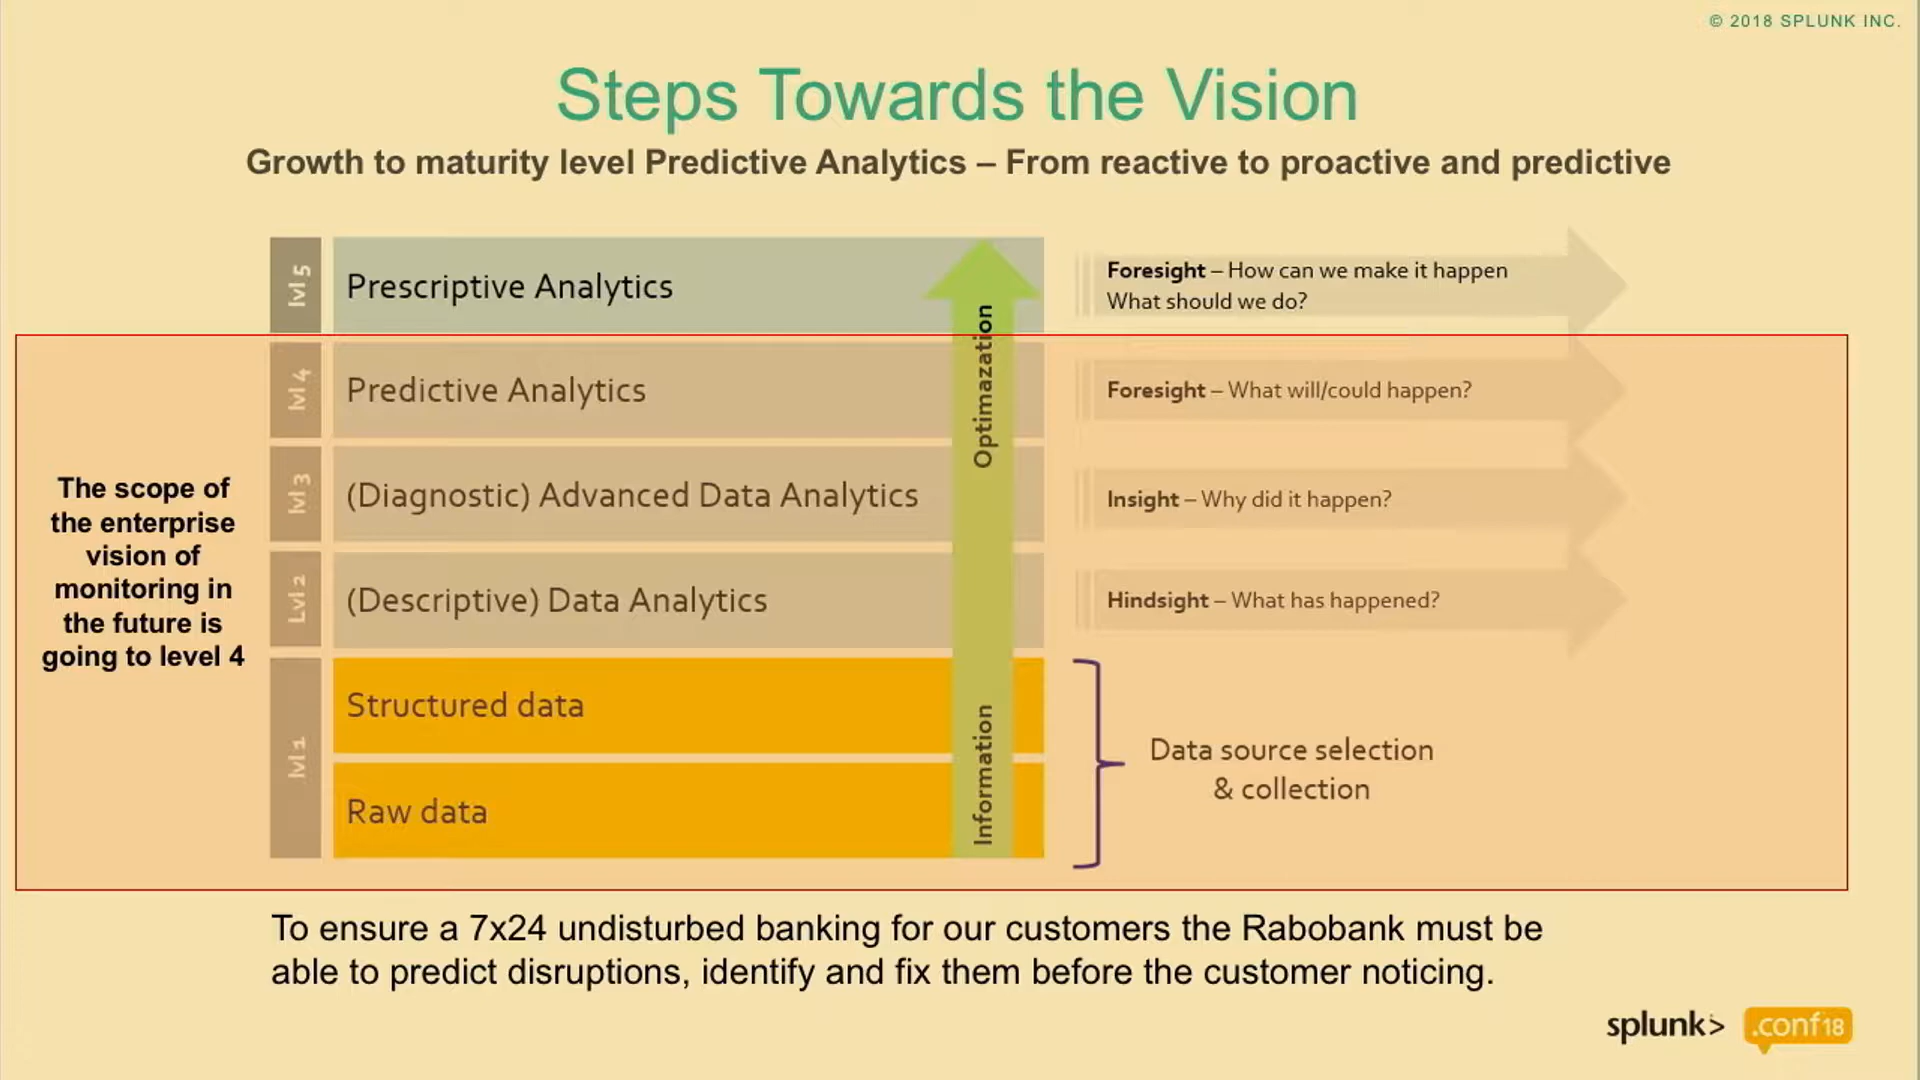 © 2018 SPLUNK INC.
Steps Towards the Vision
Growth to maturity level Predictive Analytics – From reactive to proactive and predictive
lvl 5
Prescriptive Analytics
Foresight – How can we make it happen
What should we do?
lvl 4
Predictive Analytics
Optimazation
Foresight – What will/could happen?
lvl 3
(Diagnostic) Advanced Data Analytics
Insight – Why did it happen?
The scope of
the enterprise
vision of
monitoring in
the future is
going to level 4
Lvl 2
(Descriptive) Data Analytics
Hindsight – What has happened?
lvl 1
Structured data
Raw data
Information
Data source selection
& collection
To ensure a 7x24 undisturbed banking for our customers the Rabobank must be
able to predict disruptions, identify and fix them before the customer noticing.
splunk> .conf18